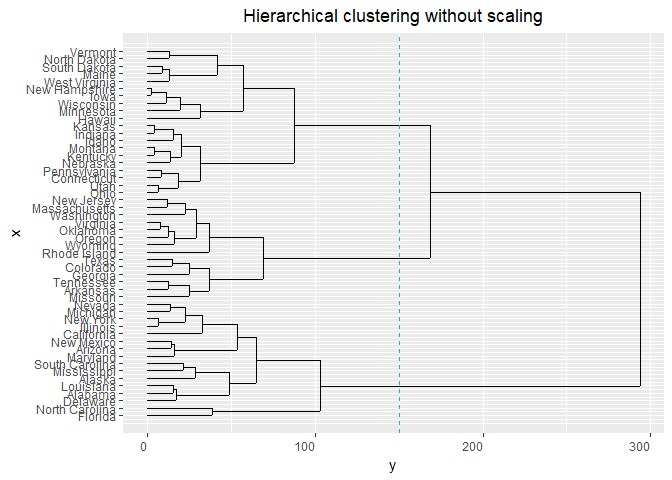 Hierarchical clustering without scaling
Vermont
North Dakota
South Dakota
Maine
West Virginia
New Hampshire
Iowa
Wisconsin
Minnesota
Hawaii
Kansas
Indiana
Idaho
Montana
Kentucky
Nebraska
Pennsylvania
Connecticut
Utah
Ohio
New Jersey
Massachusetts
Washington
Virginia
Oklahoma
Oregon
Wyoming
Rhode Island
Texas
Colorado
Georgia
Tennessee
Arkansas
Missouri
Nevada
Michigan
New York
Illinois
California
New Mexico
Arizona
Maryland
South Carolina
Mississippi
Alaska
Louisiana
Alabama
Delaware
North Carolina
Florida
x
0 100 200 300
y